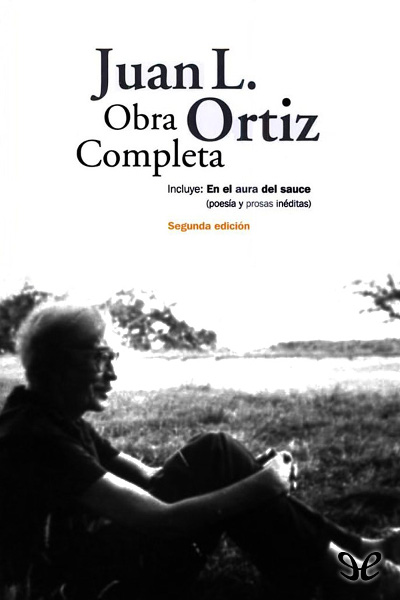 Juan L.
Obra Ortiz
Completa
Incluye: En el aura del sauce
(poesía y prosas inéditas)
Segunda edición